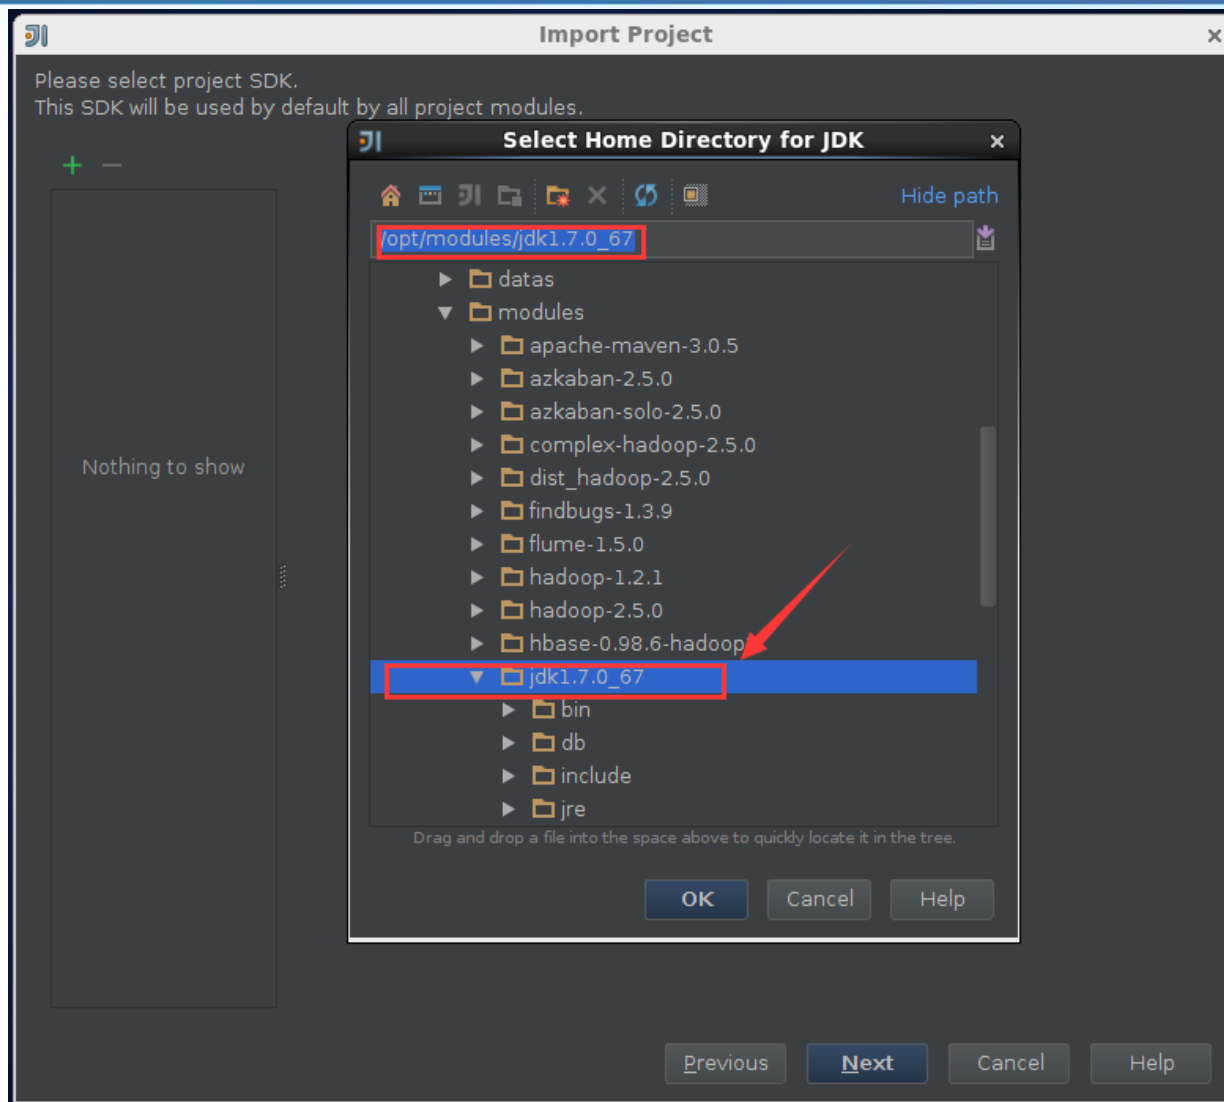 Import Project
Please select project SDK.
This SDK will be used by default by all project modules.
Select Home Directory for JDK
Hide path
/opt/modules/jdk1.7.0_67
datas
modules
apache-maven-3.0.5
azkaban-2.5.0
azkaban-solo-2.5.0
complex-hadoop-2.5.0
dist_hadoop-2.5.0
Nothing to show
findbugs-1.3.9
flume-1.5.0
hadoop-1.2.1
hadoop-2.5.0
hbase-0.98.6-hadoop
jdk1.7.0_67
bin
db
include
jre
Drag and drop a file into the space above to quickly locate it in the tree.
OK Cancel Help
Previous Next Cancel Help